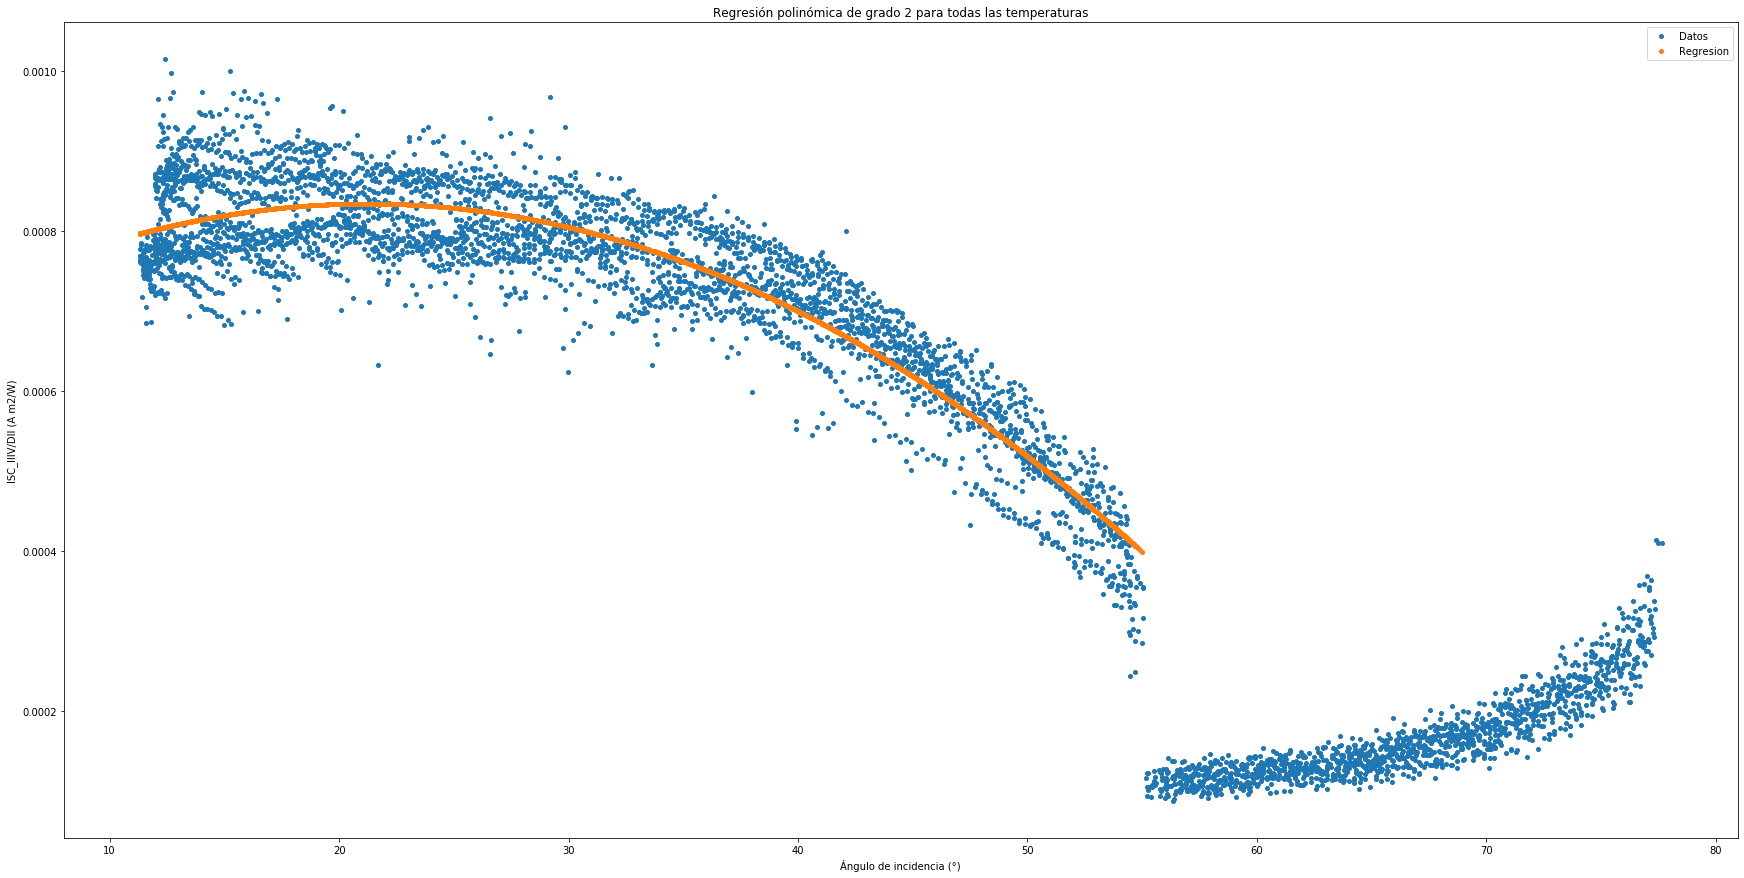 Regresión polinómica de grado 2 para todas las temperaturas
Datos
Regresion
ISC_IIIV/DII (A m2/W)
0.0010
0.0008
0.0006
0.0004
0.0002
10 20 30 40 50 60 70 80
Ángulo de incidencia (°)